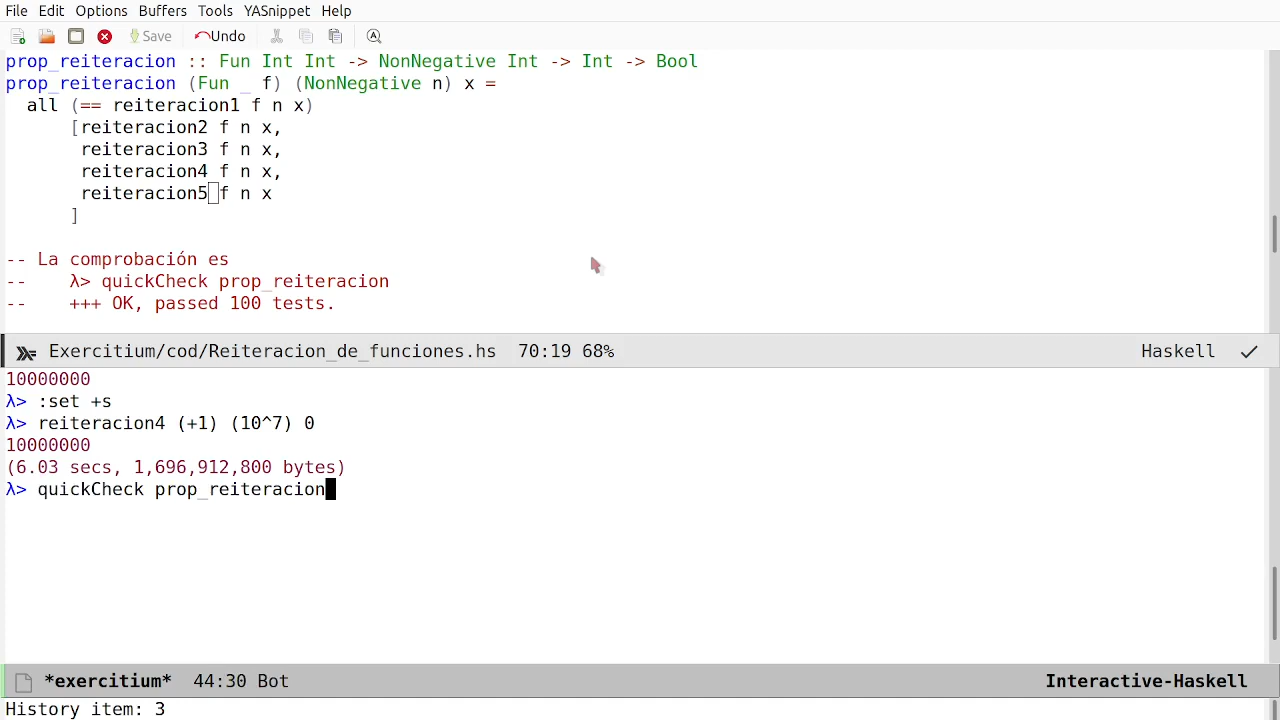 File Edit Options Buffers Tools YASnippet Help
Save Undo
prop_reiteracion :: Fun Int Int -> NonNegative Int -> Int -> Bool
prop_reiteracion (Fun _ f) (NonNegative n) x =
  all (== reiteracion1 f n x)
      [reiteracion2 f n x,
       reiteracion3 f n x,
       reiteracion4 f n x,
       reiteracion5 f n x
      ]
-- La comprobación es
--    λ> quickCheck prop_reiteracion
--    +++ OK, passed 100 tests.
Exercitium/cod/Reiteracion_de_funciones.hs 70:19 68% Haskell
10000000
λ> :set +s
λ> reiteracion4 (+1) (10^7) 0
10000000
(6.03 secs, 1,696,912,800 bytes)
λ> quickCheck prop_reiteracion
*exercitium* 44:30 Bot Interactive-Haskell
History item: 3